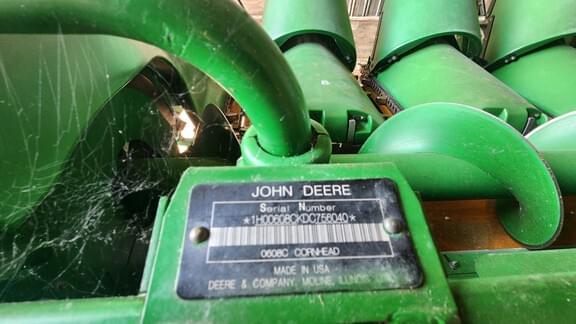 JOHN DEERE
Serial Number
*1H00608CKDC756040*
0608C CORNHEAD
MADE IN USA
DEERE & COMPANY MOLINE, ILLINOIS